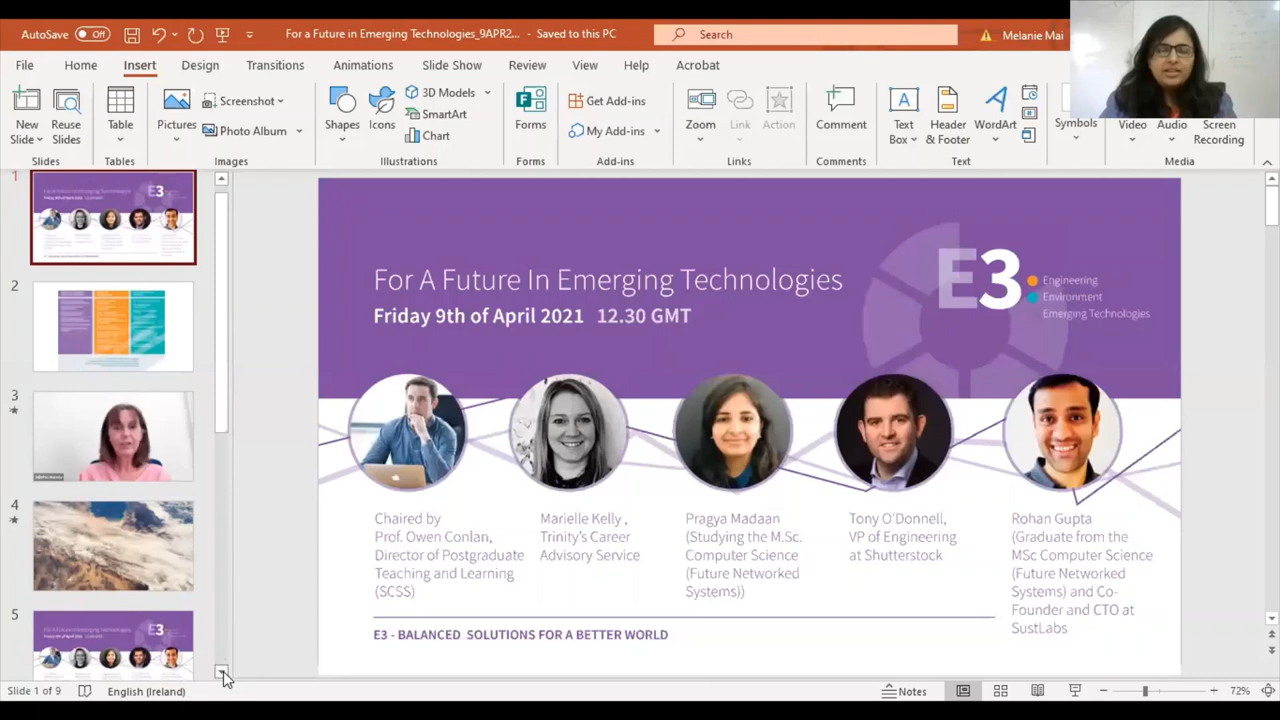 AutoSave Off For a Future in Emerging Technologies_9APR2... - Saved to this PC Search Melanie Mai
File Home Insert Design Transitions Animations Slide Show Review View Help Acrobat
New Slide Reuse Slides Table Pictures Screenshot Photo Album Shapes Icons 3D Models SmartArt Chart Forms Get Add-ins My Add-ins Zoom Link Action Comment Text Box Header & Footer WordArt Symbols Video Audio Screen Recording
Slides Tables Images Illustrations Forms Add-ins Links Comments Text Media
1
2
3
4
5
For A Future In Emerging Technologies
Friday 9th of April 2021 12.30 GMT
E3
Engineering
Environment
Emerging Technologies
Chaired by
Prof. Owen Conlan,
Director of Postgraduate
Teaching and Learning
(SCSS)
Marielle Kelly ,
Trinity's Career
Advisory Service
Pragya Madaan
(Studying the M.Sc.
Computer Science
(Future Networked
Systems))
Tony O'Donnell,
VP of Engineering
at Shutterstock
Rohan Gupta
(Graduate from the
MSc Computer Science
(Future Networked
Systems) and Co-
Founder and CTO at
SustLabs
E3 - BALANCED SOLUTIONS FOR A BETTER WORLD
Slide 1 of 9 English (Ireland) Notes 72%